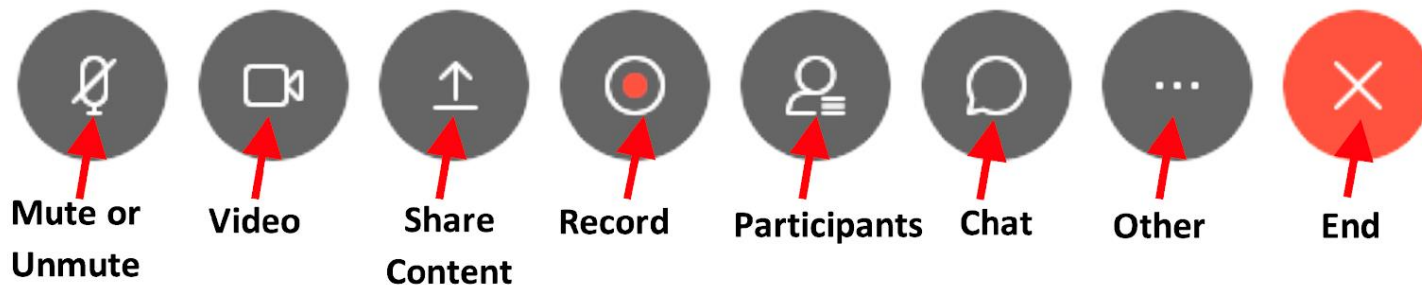 Mute or
Unmute
Video
Share
Content
Record
Participants
Chat
Other
End